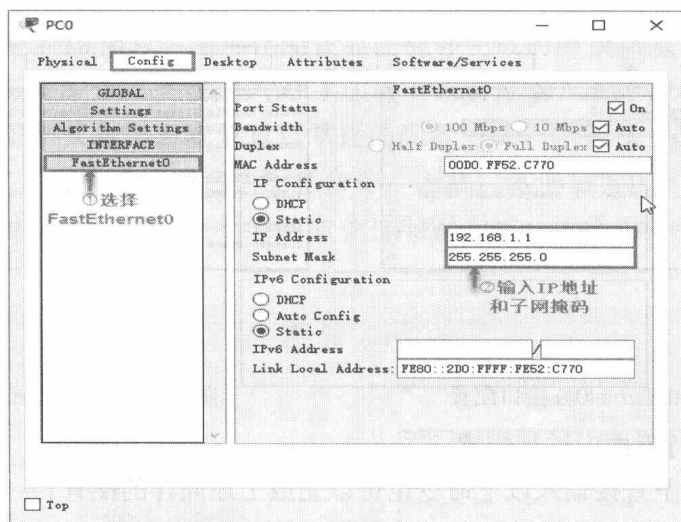 PC0
Physical Config Desktop Attributes Software/Services
GLOBAL
Settings
Algorithm Settings
INTERFACE
FastEthernet0
①选择
FastEthernet0
FastEthernet0
Port Status On
Bandwidth 100 Mbps 10 Mbps Auto
Duplex Half Duplex Full Duplex Auto
MAC Address 00D0.FF52.C770
IP Configuration
DHCP
Static
IP Address 192.168.1.1
Subnet Mask 255.255.255.0
②输入IP地址
和子网掩码
IPv6 Configuration
DHCP
Auto Config
Static
IPv6 Address /
Link Local Address: FE80::2D0:FFFF:FE52:C770
Top